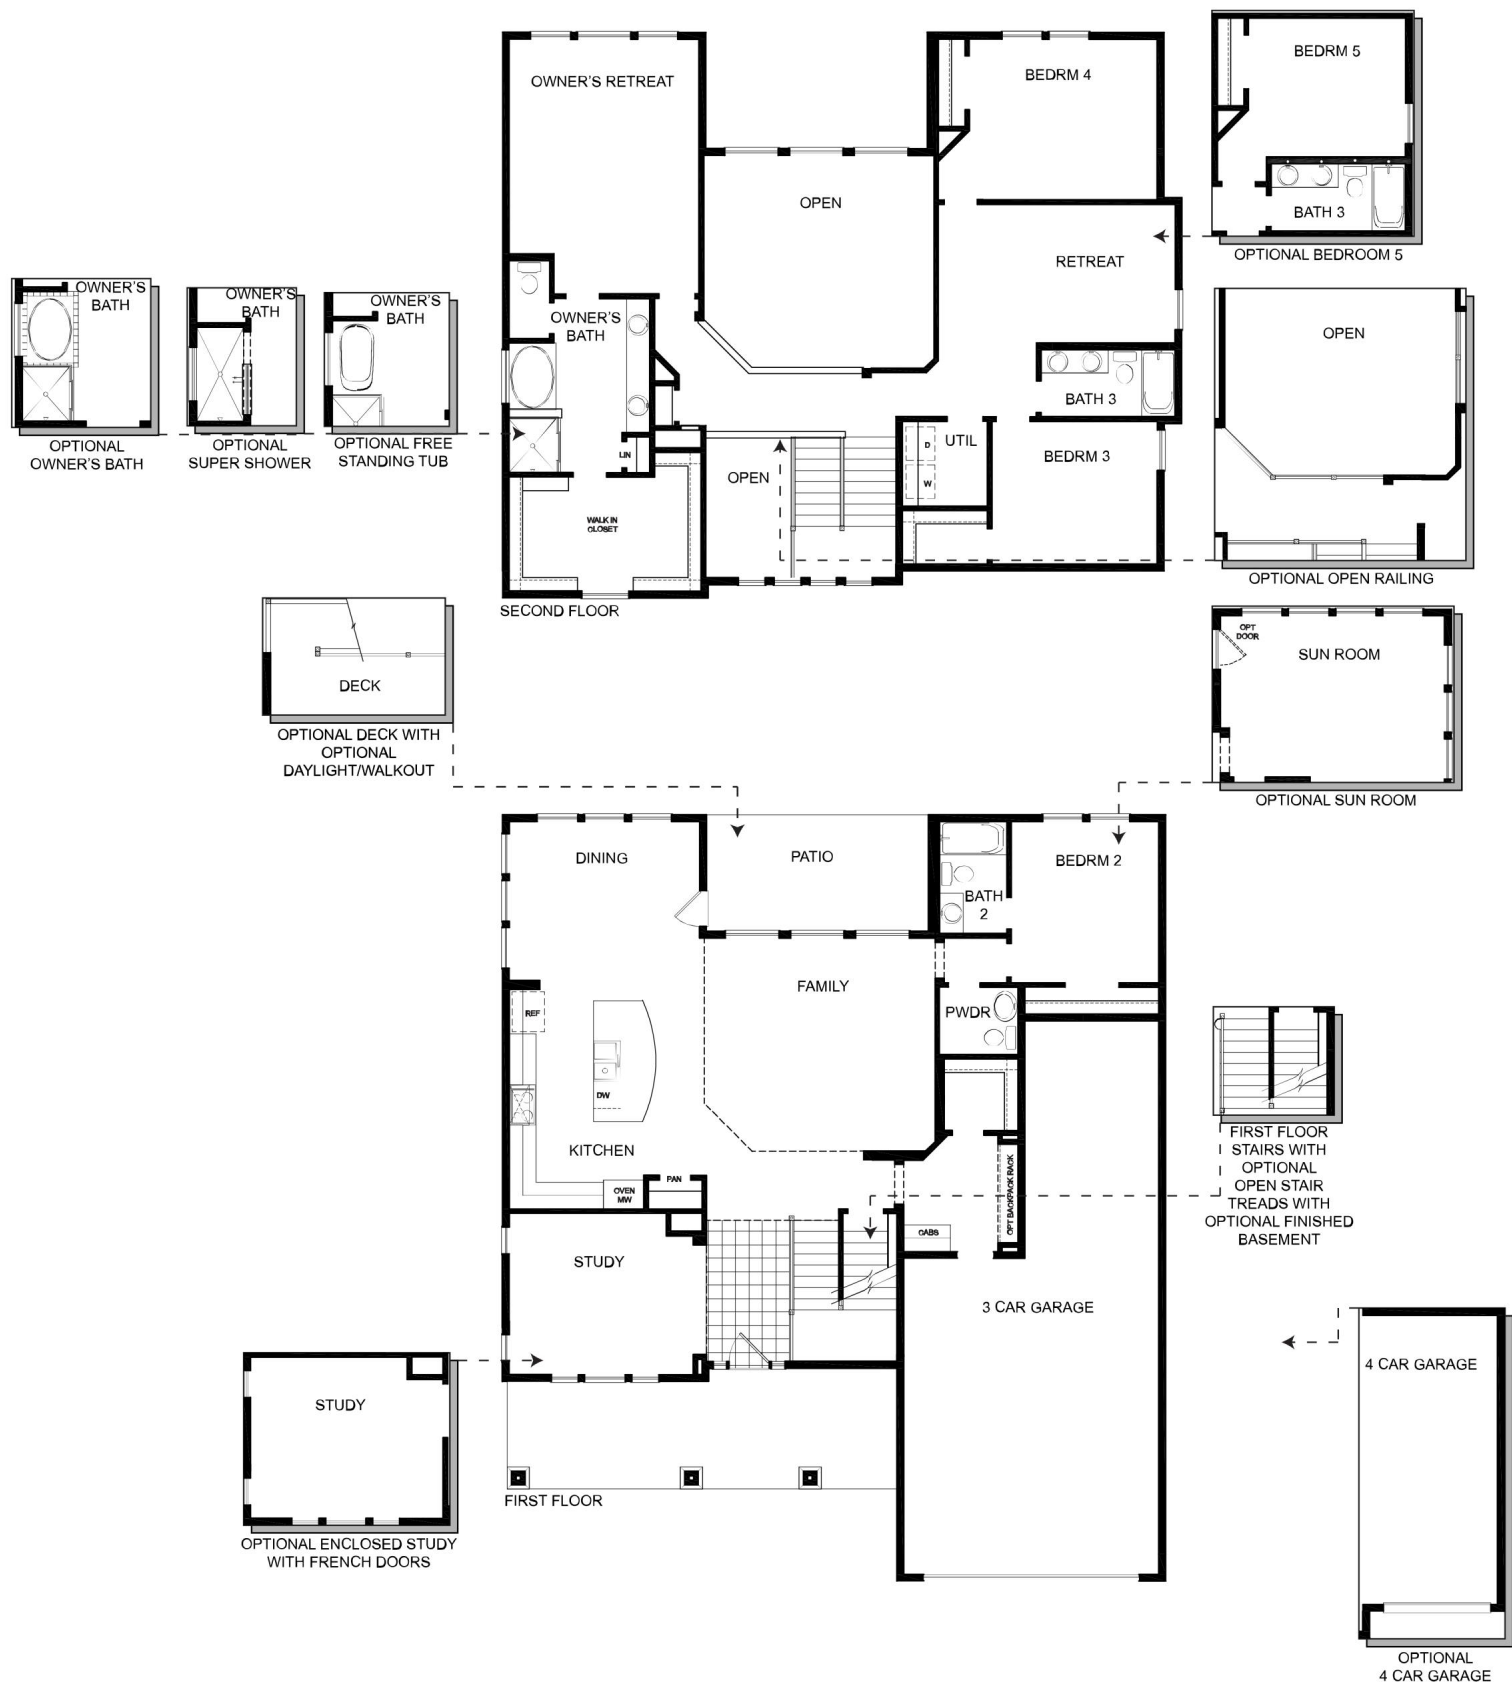 OWNER'S RETREAT
BEDRM 4
BEDRM 5
OPEN
BATH 3
RETREAT
OPTIONAL BEDROOM 5
OWNER'S
BATH
OPTIONAL
OWNER'S BATH
OWNER'S
BATH
OPTIONAL
SUPER SHOWER
OWNER'S
BATH
OPTIONAL FREE
STANDING TUB
OWNER'S
BATH
OPEN
BATH 3
LIN
OPEN
D
W
UTIL
BEDRM 3
WALK IN
CLOSET
OPTIONAL OPEN RAILING
SECOND FLOOR
DECK
OPTIONAL DECK WITH
OPTIONAL
DAYLIGHT/WALKOUT
OPT
DOOR
SUN ROOM
OPTIONAL SUN ROOM
DINING
PATIO
BEDRM 2
BATH
2
FAMILY
REF
PWDR
DW
KITCHEN
PAN
OVEN
MW
OPT BACKPACK RACK
CABS
FIRST FLOOR
STAIRS WITH
OPTIONAL
OPEN STAIR
TREADS WITH
OPTIONAL FINISHED
BASEMENT
STUDY
3 CAR GARAGE
4 CAR GARAGE
STUDY
FIRST FLOOR
OPTIONAL ENCLOSED STUDY
WITH FRENCH DOORS
OPTIONAL
4 CAR GARAGE